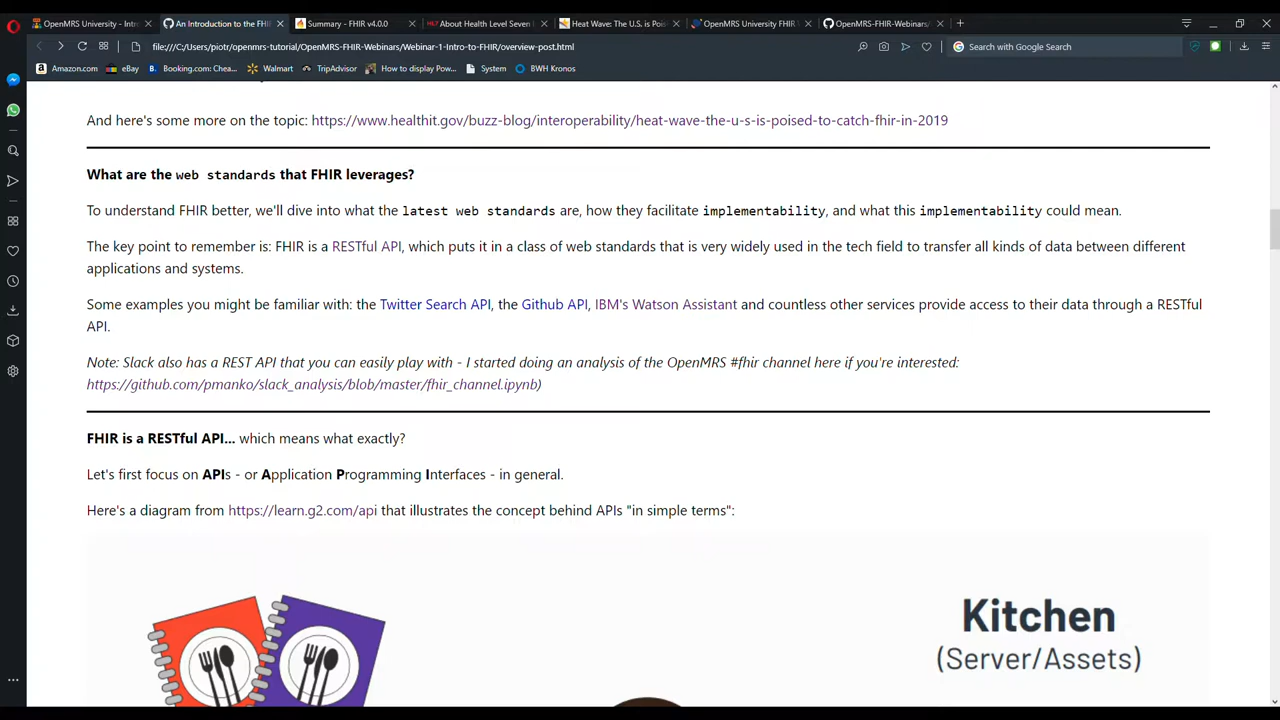 OpenMRS University - Intro
An Introduction to the FHIR
Summary - FHIR v4.0.0
About Health Level Seven
Heat Wave: The U.S. is Pois
OpenMRS University FHIR
OpenMRS-FHIR-Webinars/
file:///C:/Users/piotr/openmrs-tutorial/OpenMRS-FHIR-Webinars/Webinar-1-Intro-to-FHIR/overview-post.html
Search with Google Search
Amazon.com eBay Booking.com: Chea... Walmart TripAdvisor How to display Pow... System BWH Kronos
And here's some more on the topic: https://www.healthit.gov/buzz-blog/interoperability/heat-wave-the-u-s-is-poised-to-catch-fhir-in-2019
What are the web standards that FHIR leverages?
To understand FHIR better, we'll dive into what the latest web standards are, how they facilitate implementability, and what this implementability could mean.
The key point to remember is: FHIR is a RESTful API, which puts it in a class of web standards that is very widely used in the tech field to transfer all kinds of data between different
applications and systems.
Some examples you might be familiar with: the Twitter Search API, the Github API, IBM's Watson Assistant and countless other services provide access to their data through a RESTful
API.
Note: Slack also has a REST API that you can easily play with - I started doing an analysis of the OpenMRS #fhir channel here if you're interested:
https://github.com/pmanko/slack_analysis/blob/master/fhir_channel.ipynb)
FHIR is a RESTful API... which means what exactly?
Let's first focus on APIs - or Application Programming Interfaces - in general.
Here's a diagram from https://learn.g2.com/api that illustrates the concept behind APIs "in simple terms":
Kitchen
(Server/Assets)